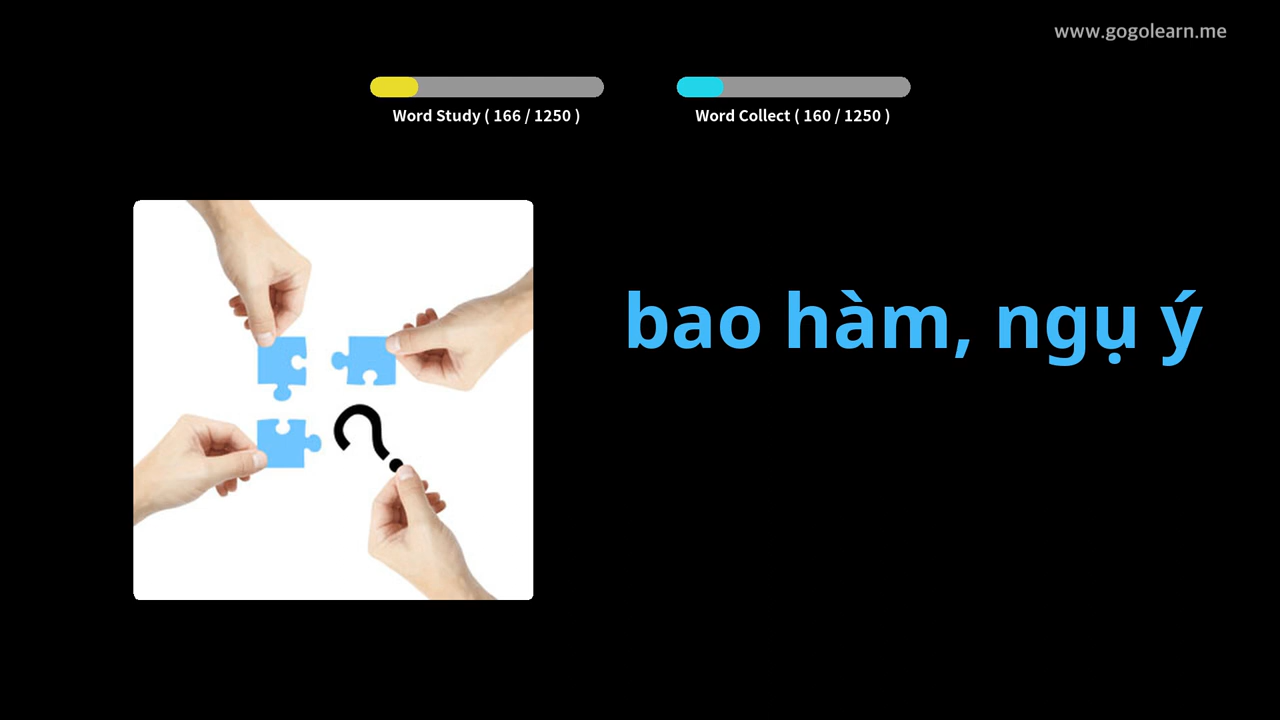 www.gogolearn.me
Word Study ( 166 / 1250 )
Word Collect ( 160 / 1250 )
bao hàm, ngụ ý
?